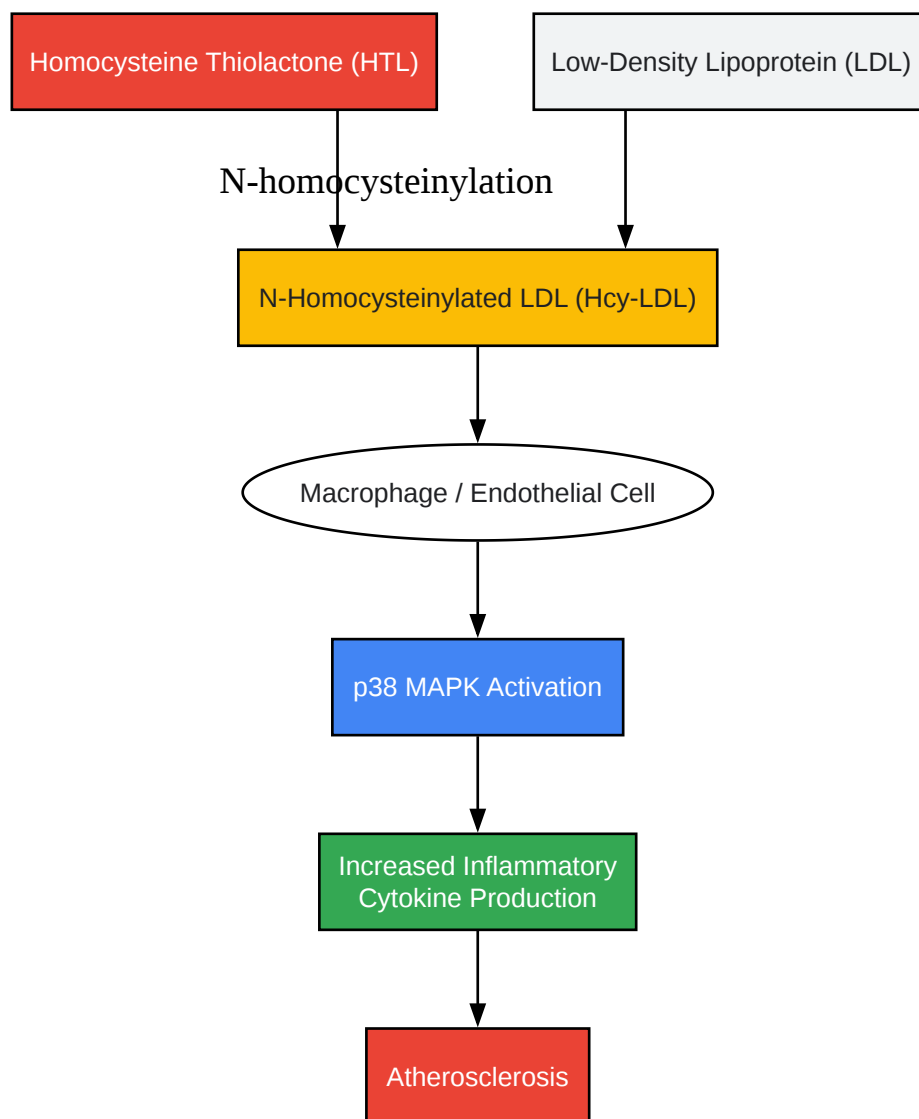 Homocysteine Thiolactone (HTL)
Low-Density Lipoprotein (LDL)
N-homocysteinylation
N-Homocysteinylated LDL (Hcy-LDL)
Macrophage / Endothelial Cell
p38 MAPK Activation
Increased Inflammatory
Cytokine Production
Atherosclerosis